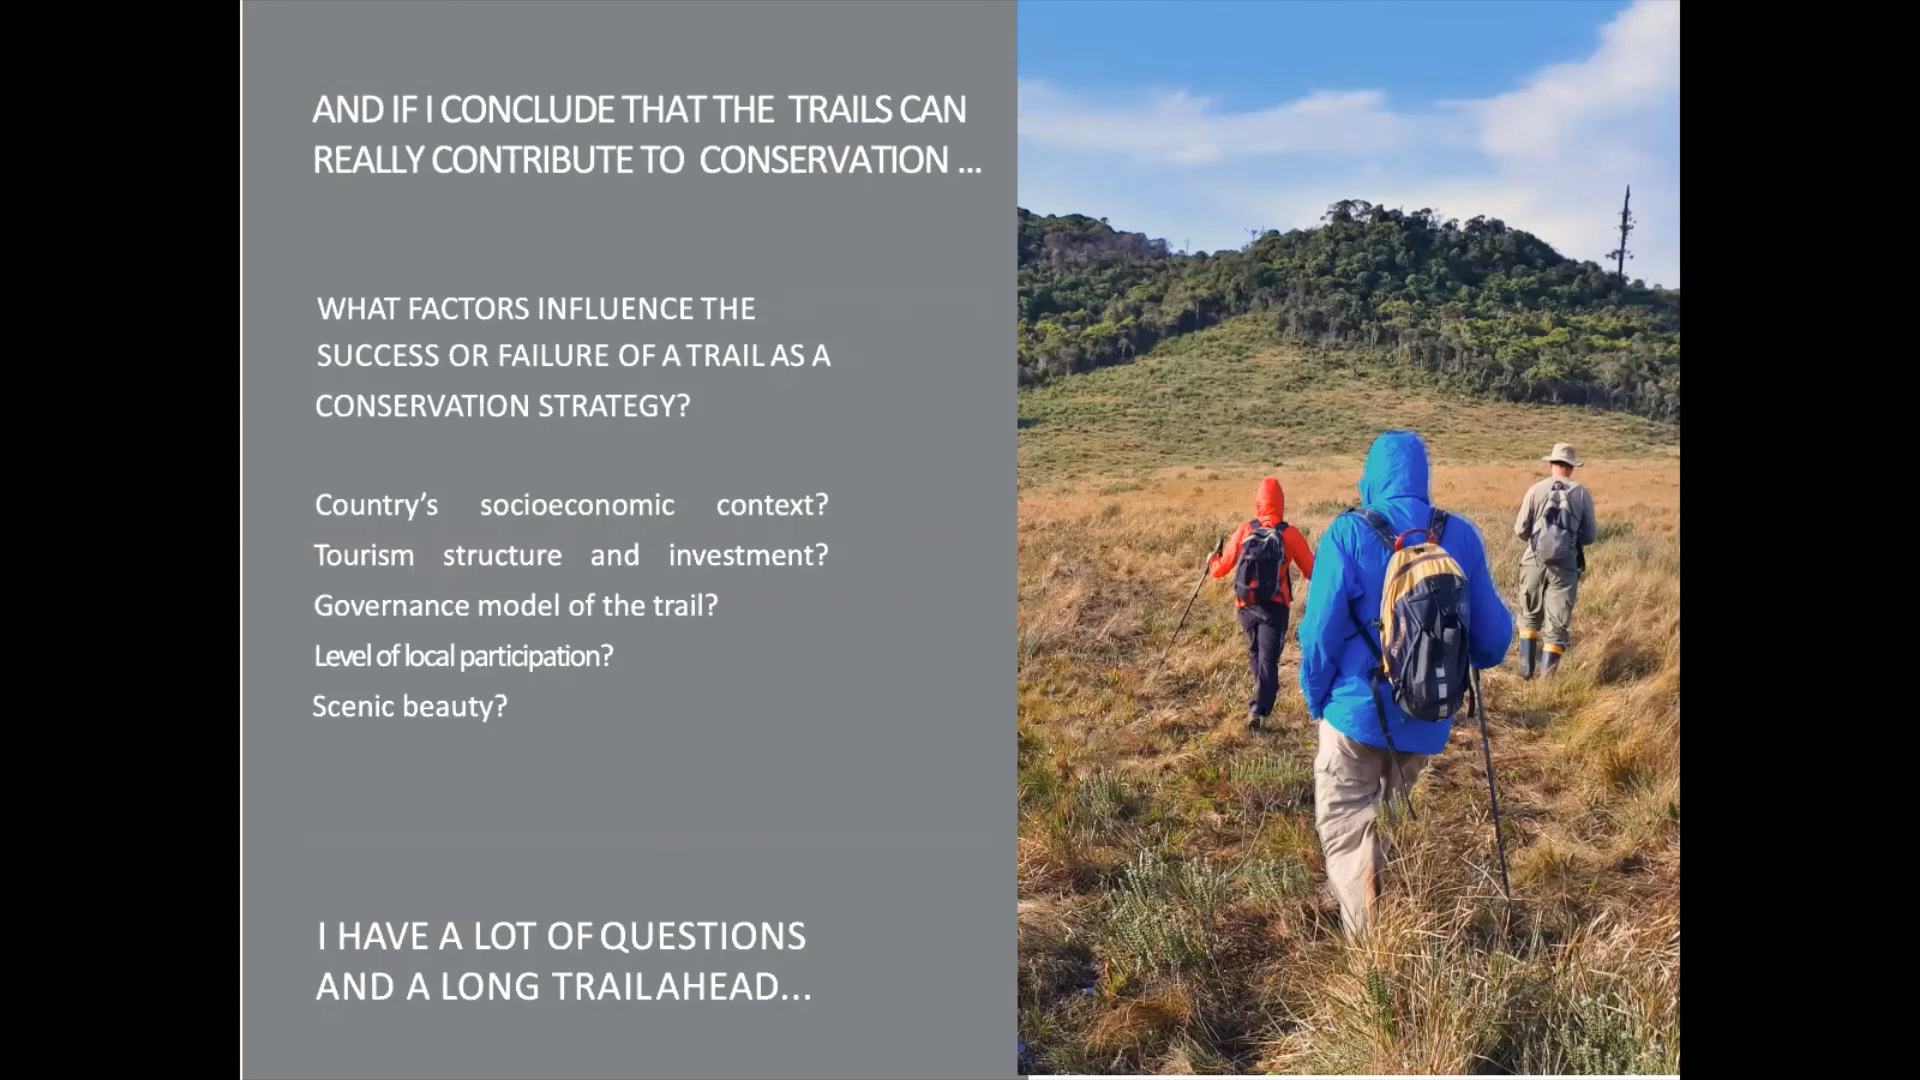 AND IF I CONCLUDE THAT THE TRAILS CAN
REALLY CONTRIBUTE TO CONSERVATION ...
WHAT FACTORS INFLUENCE THE
SUCCESS OR FAILURE OF A TRAIL AS A
CONSERVATION STRATEGY?
Country’s socioeconomic context?
Tourism structure and investment?
Governance model of the trail?
Level of local participation?
Scenic beauty?
I HAVE A LOT OF QUESTIONS
AND A LONG TRAIL AHEAD...